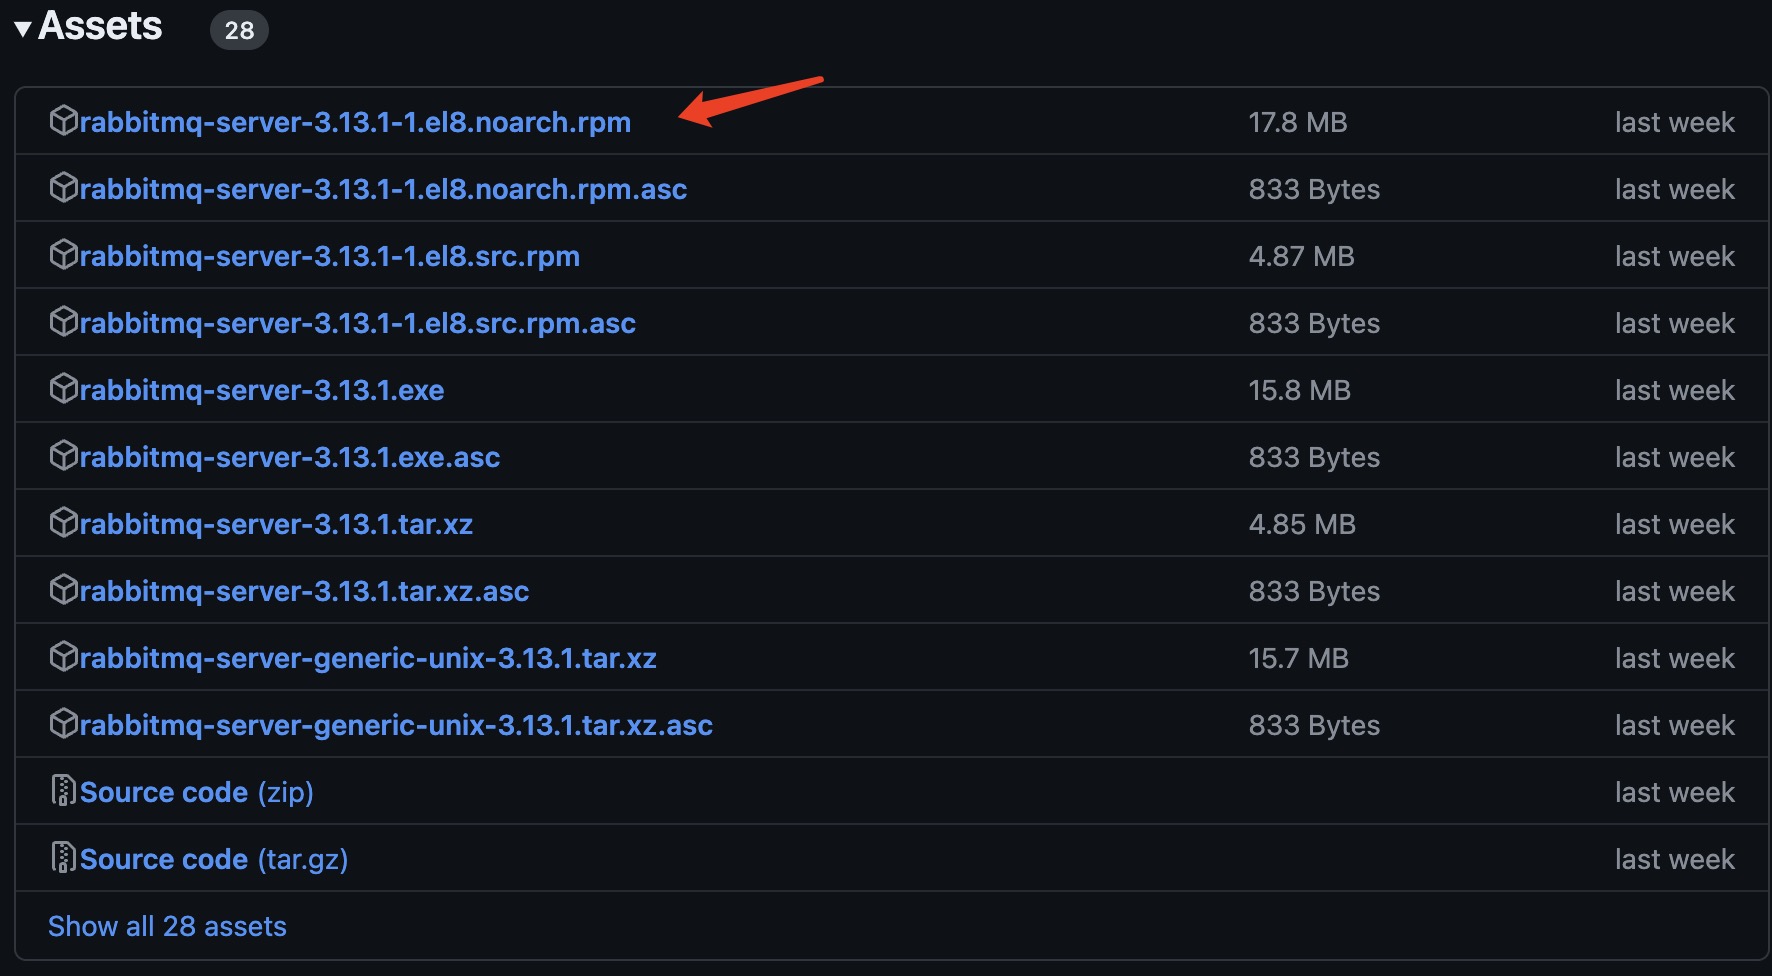 Assets 28
rabbitmq-server-3.13.1-1.el8.noarch.rpm 17.8 MB last week
rabbitmq-server-3.13.1-1.el8.noarch.rpm.asc 833 Bytes last week
rabbitmq-server-3.13.1-1.el8.src.rpm 4.87 MB last week
rabbitmq-server-3.13.1-1.el8.src.rpm.asc 833 Bytes last week
rabbitmq-server-3.13.1.exe 15.8 MB last week
rabbitmq-server-3.13.1.exe.asc 833 Bytes last week
rabbitmq-server-3.13.1.tar.xz 4.85 MB last week
rabbitmq-server-3.13.1.tar.xz.asc 833 Bytes last week
rabbitmq-server-generic-unix-3.13.1.tar.xz 15.7 MB last week
rabbitmq-server-generic-unix-3.13.1.tar.xz.asc 833 Bytes last week
Source code (zip) last week
Source code (tar.gz) last week
Show all 28 assets